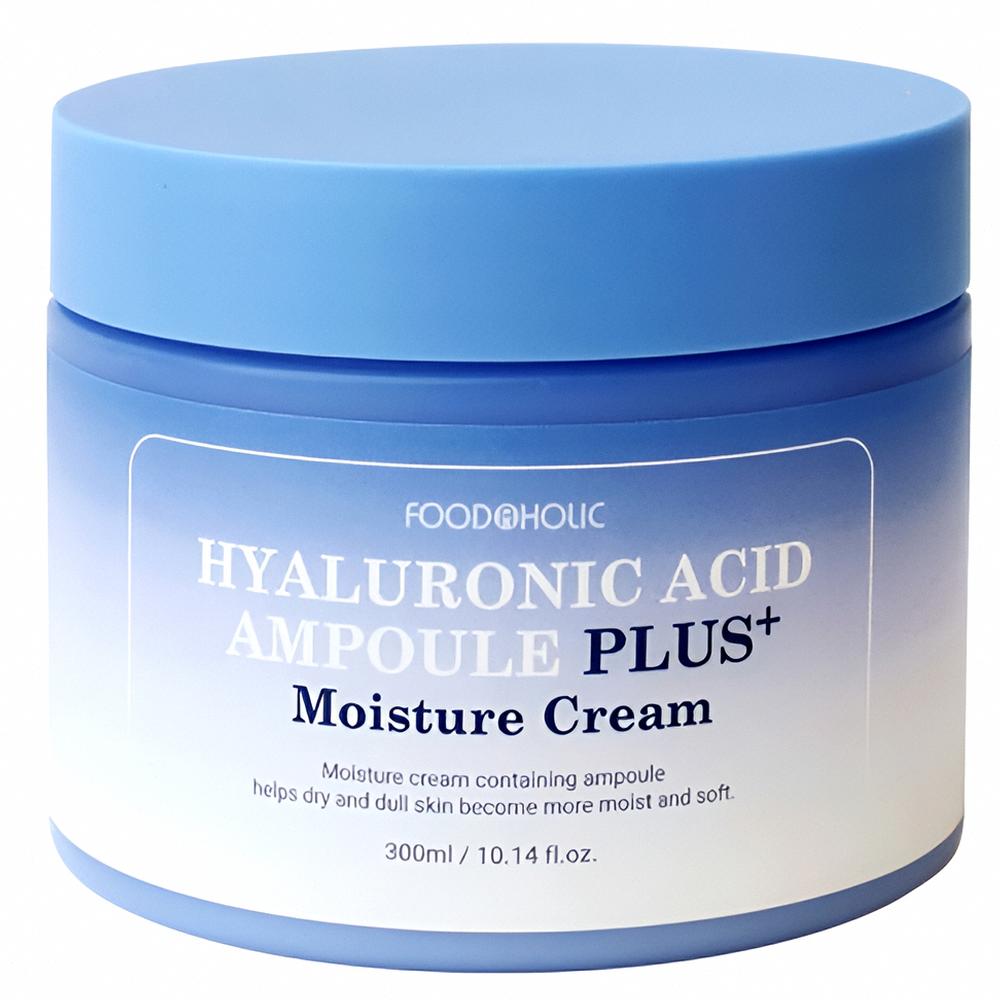 FOODAHOLIC
HYALURONIC ACID
AMPOULE PLUS+
Moisture Cream
Moisture cream containing ampoule
helps dry and dull skin become more moist and soft.
300ml / 10.14 fl.oz.